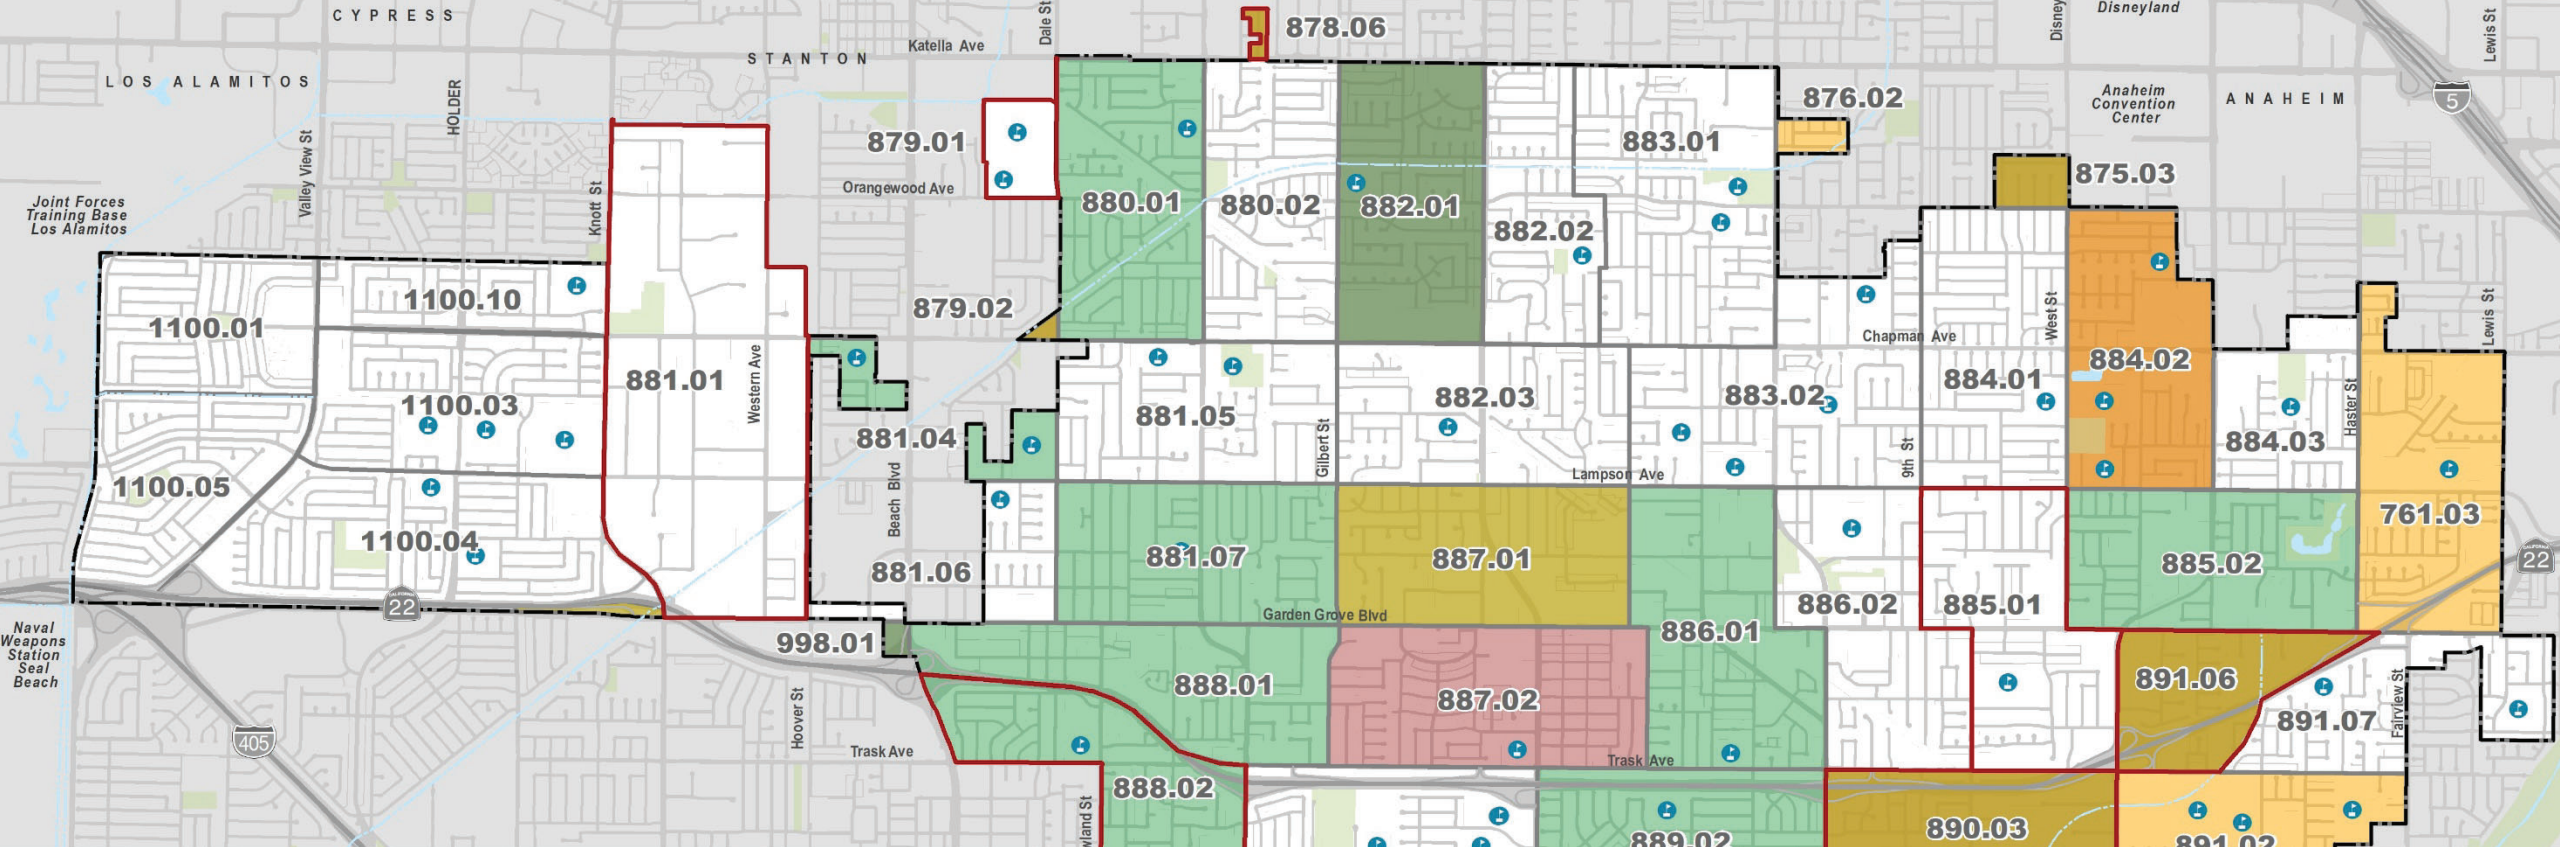 CYPRESS
Dale St
878.06
Disneyland
Lewis St
Katella Ave
STANTON
LOS ALAMITOS
HOLDER
876.02
Anaheim
Convention
Center
ANAHEIM
5
879.01
883.01
Valley View St
Knott St
Orangewood Ave
875.03
Joint Forces
Training Base
Los Alamitos
880.01
880.02
882.01
882.02
1100.10
879.02
1100.01
West St
Lewis St
Chapman Ave
884.02
881.01
Western Ave
884.01
883.02
882.03
1100.03
881.05
Haster St
881.04
884.03
Gilbert St
9th St
Lampson Ave
1100.05
Beach Blvd
761.03
1100.04
881.07
887.01
885.02
22
881.06
22
886.02
885.01
Garden Grove Blvd
Naval
Weapons
Station
Seal
Beach
998.01
886.01
888.01
887.02
891.06
Fairview St
891.07
Hoover St
405
Trask Ave
Trask Ave
888.02
890.03
889.02
891.02